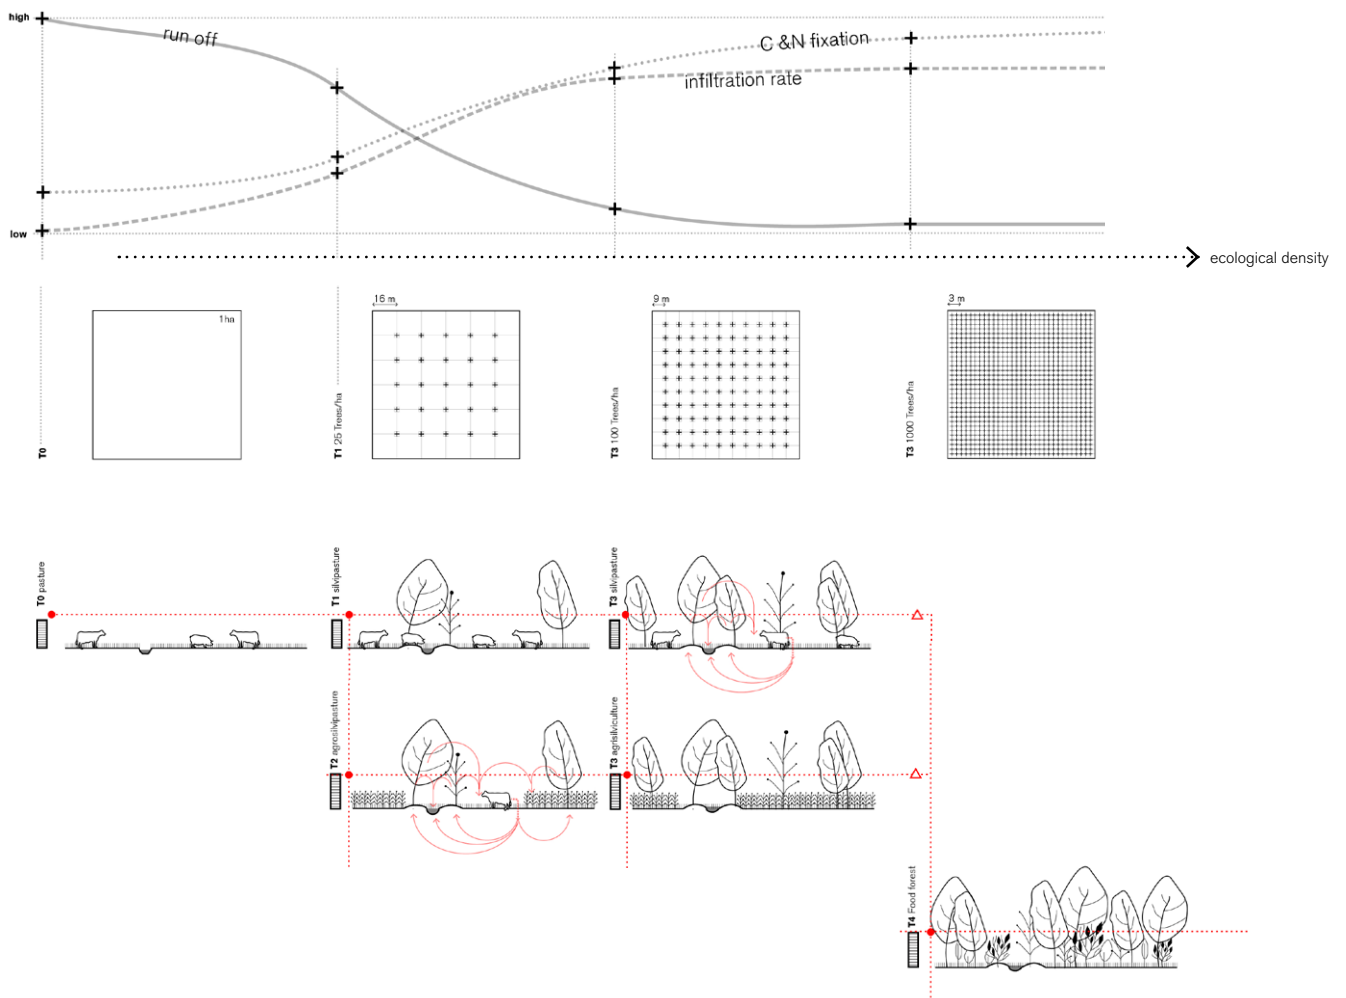 high
run off
C &N fixation
infiltration rate
low
ecological density
16 m
9 m
3 m
1ha
T0
T1 25 Trees/ha
T3 100 Trees/ha
T3 1000 Trees/ha
T0 pasture
T1 silvipasture
T3 silvipasture
T2 agrosilvipasture
T3 agrisilviculture
T4 Food forest